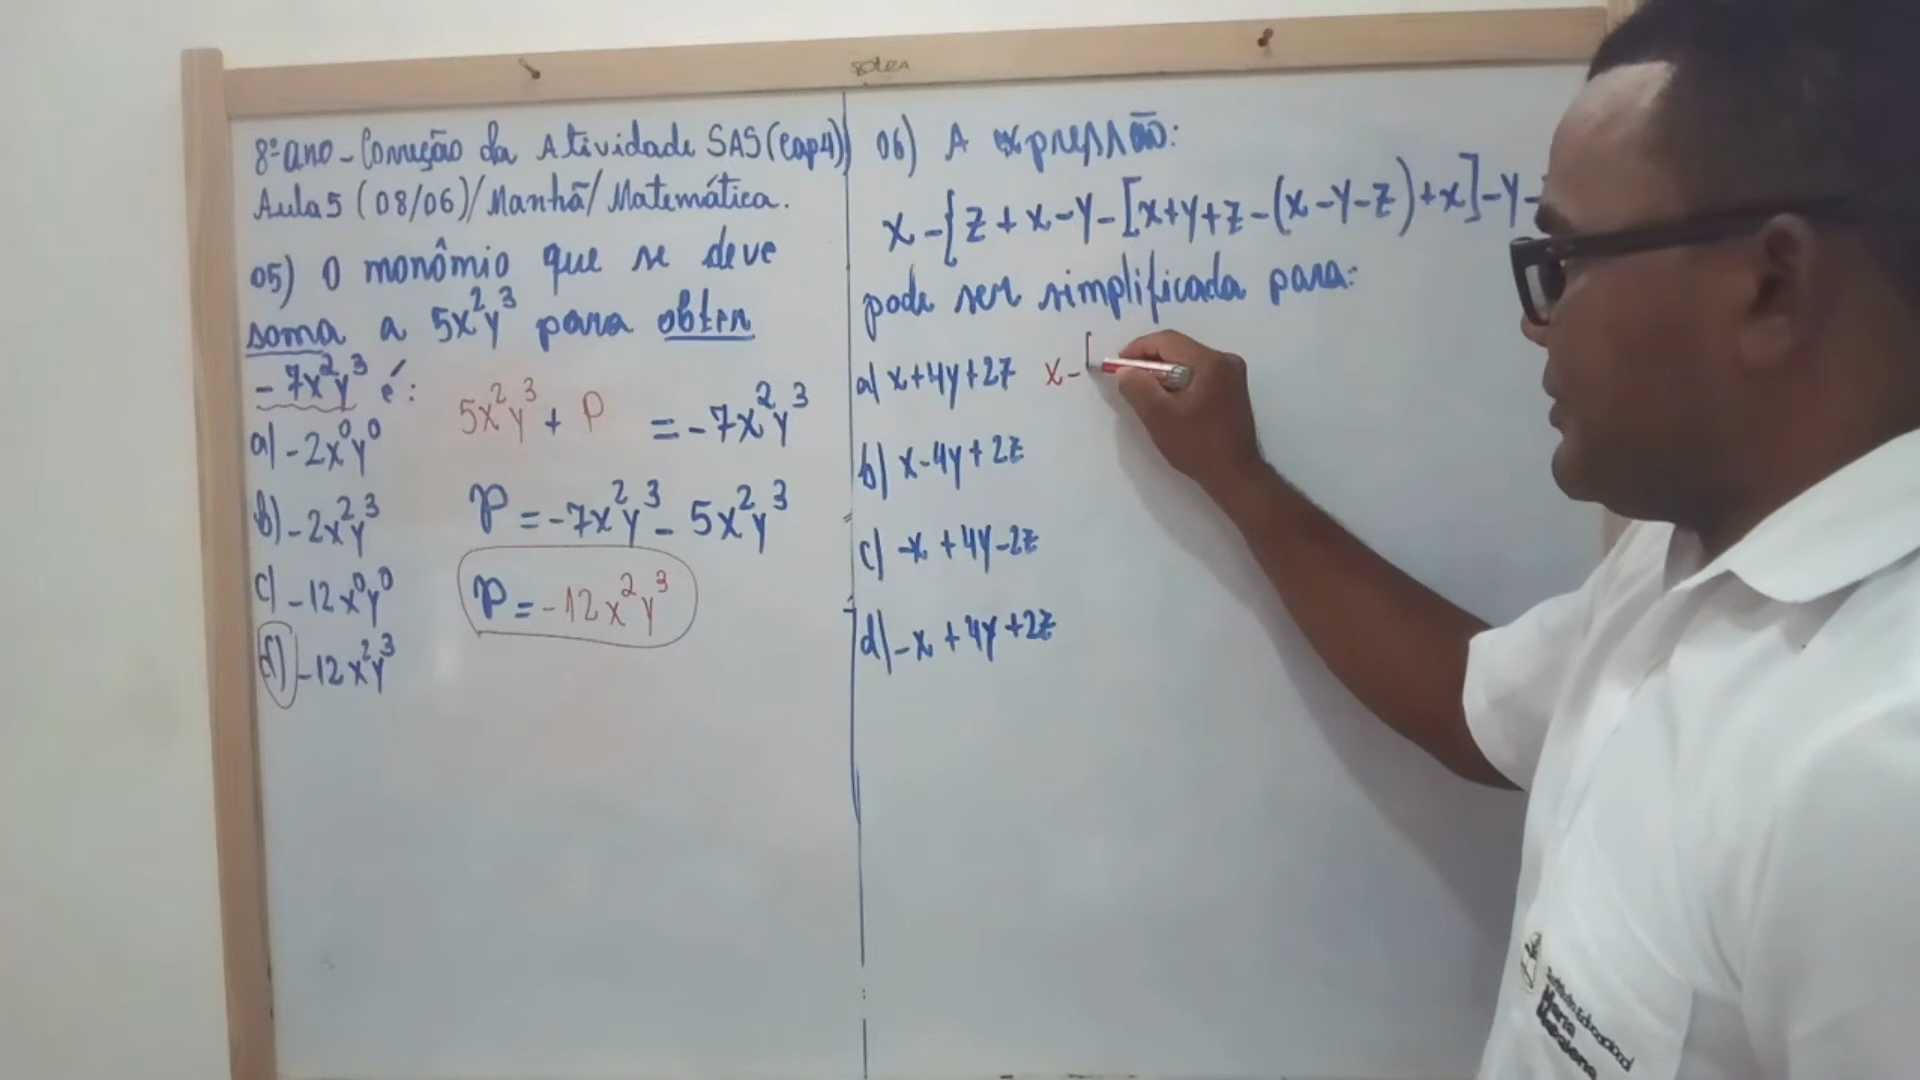 8º ano - Correção da Atividade SAS (Cap 4)
Aula 5 (08/06) / Manhã / Matemática.
05) O monômio que se deve
soma a 5x²y³ para obter
-7x²y³ é:
5x²y³ + P = -7x²y³
a) -2x⁰y⁰
b) -2x²y³
P = -7x²y³ - 5x²y³
c) -12x⁰y⁰
P = -12x²y³
d) -12x²y³
06) A expressão:
x - {z + x - y - [x + y + z - (x - y - z) + x] - y -
pode ser simplificada para:
a) x + 4y + 2z
x -
b) x - 4y + 2z
c) -x + 4y - 2z
d) -x + 4y + 2z